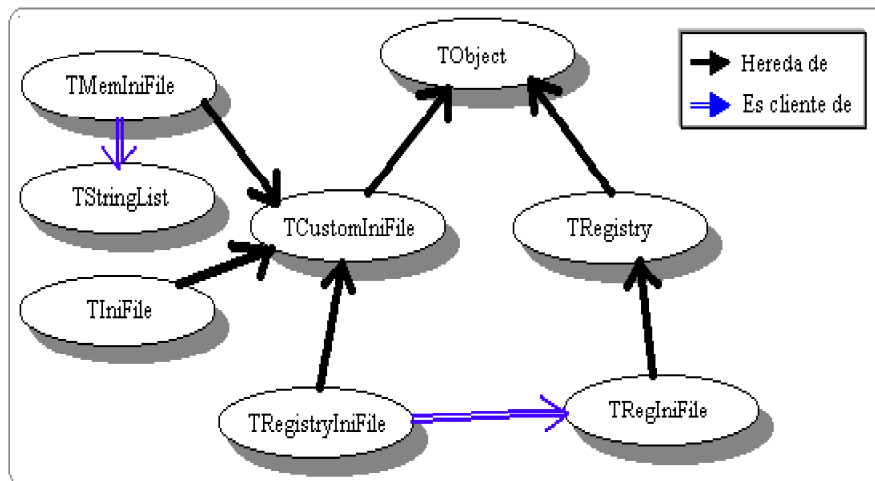 TObject
Hereda de
Es cliente de
TMemIniFile
TStringList
TCustomIniFile
TRegistry
TIniFile
TRegistryIniFile
TRegIniFile